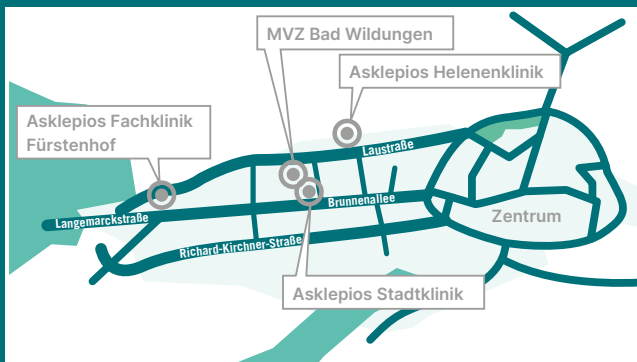 MVZ Bad Wildungen
Asklepios Helenenklinik
Asklepios Fachklinik
Fürstenhof
Laustraße
Brunnenallee
Langemarckstraße
Zentrum
Richard-Kirchner-Straße
Asklepios Stadtklinik